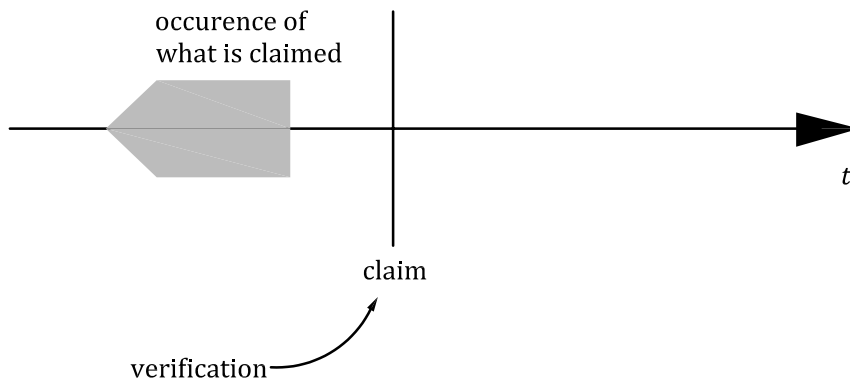 occurence of
what is claimed
t
claim
verification